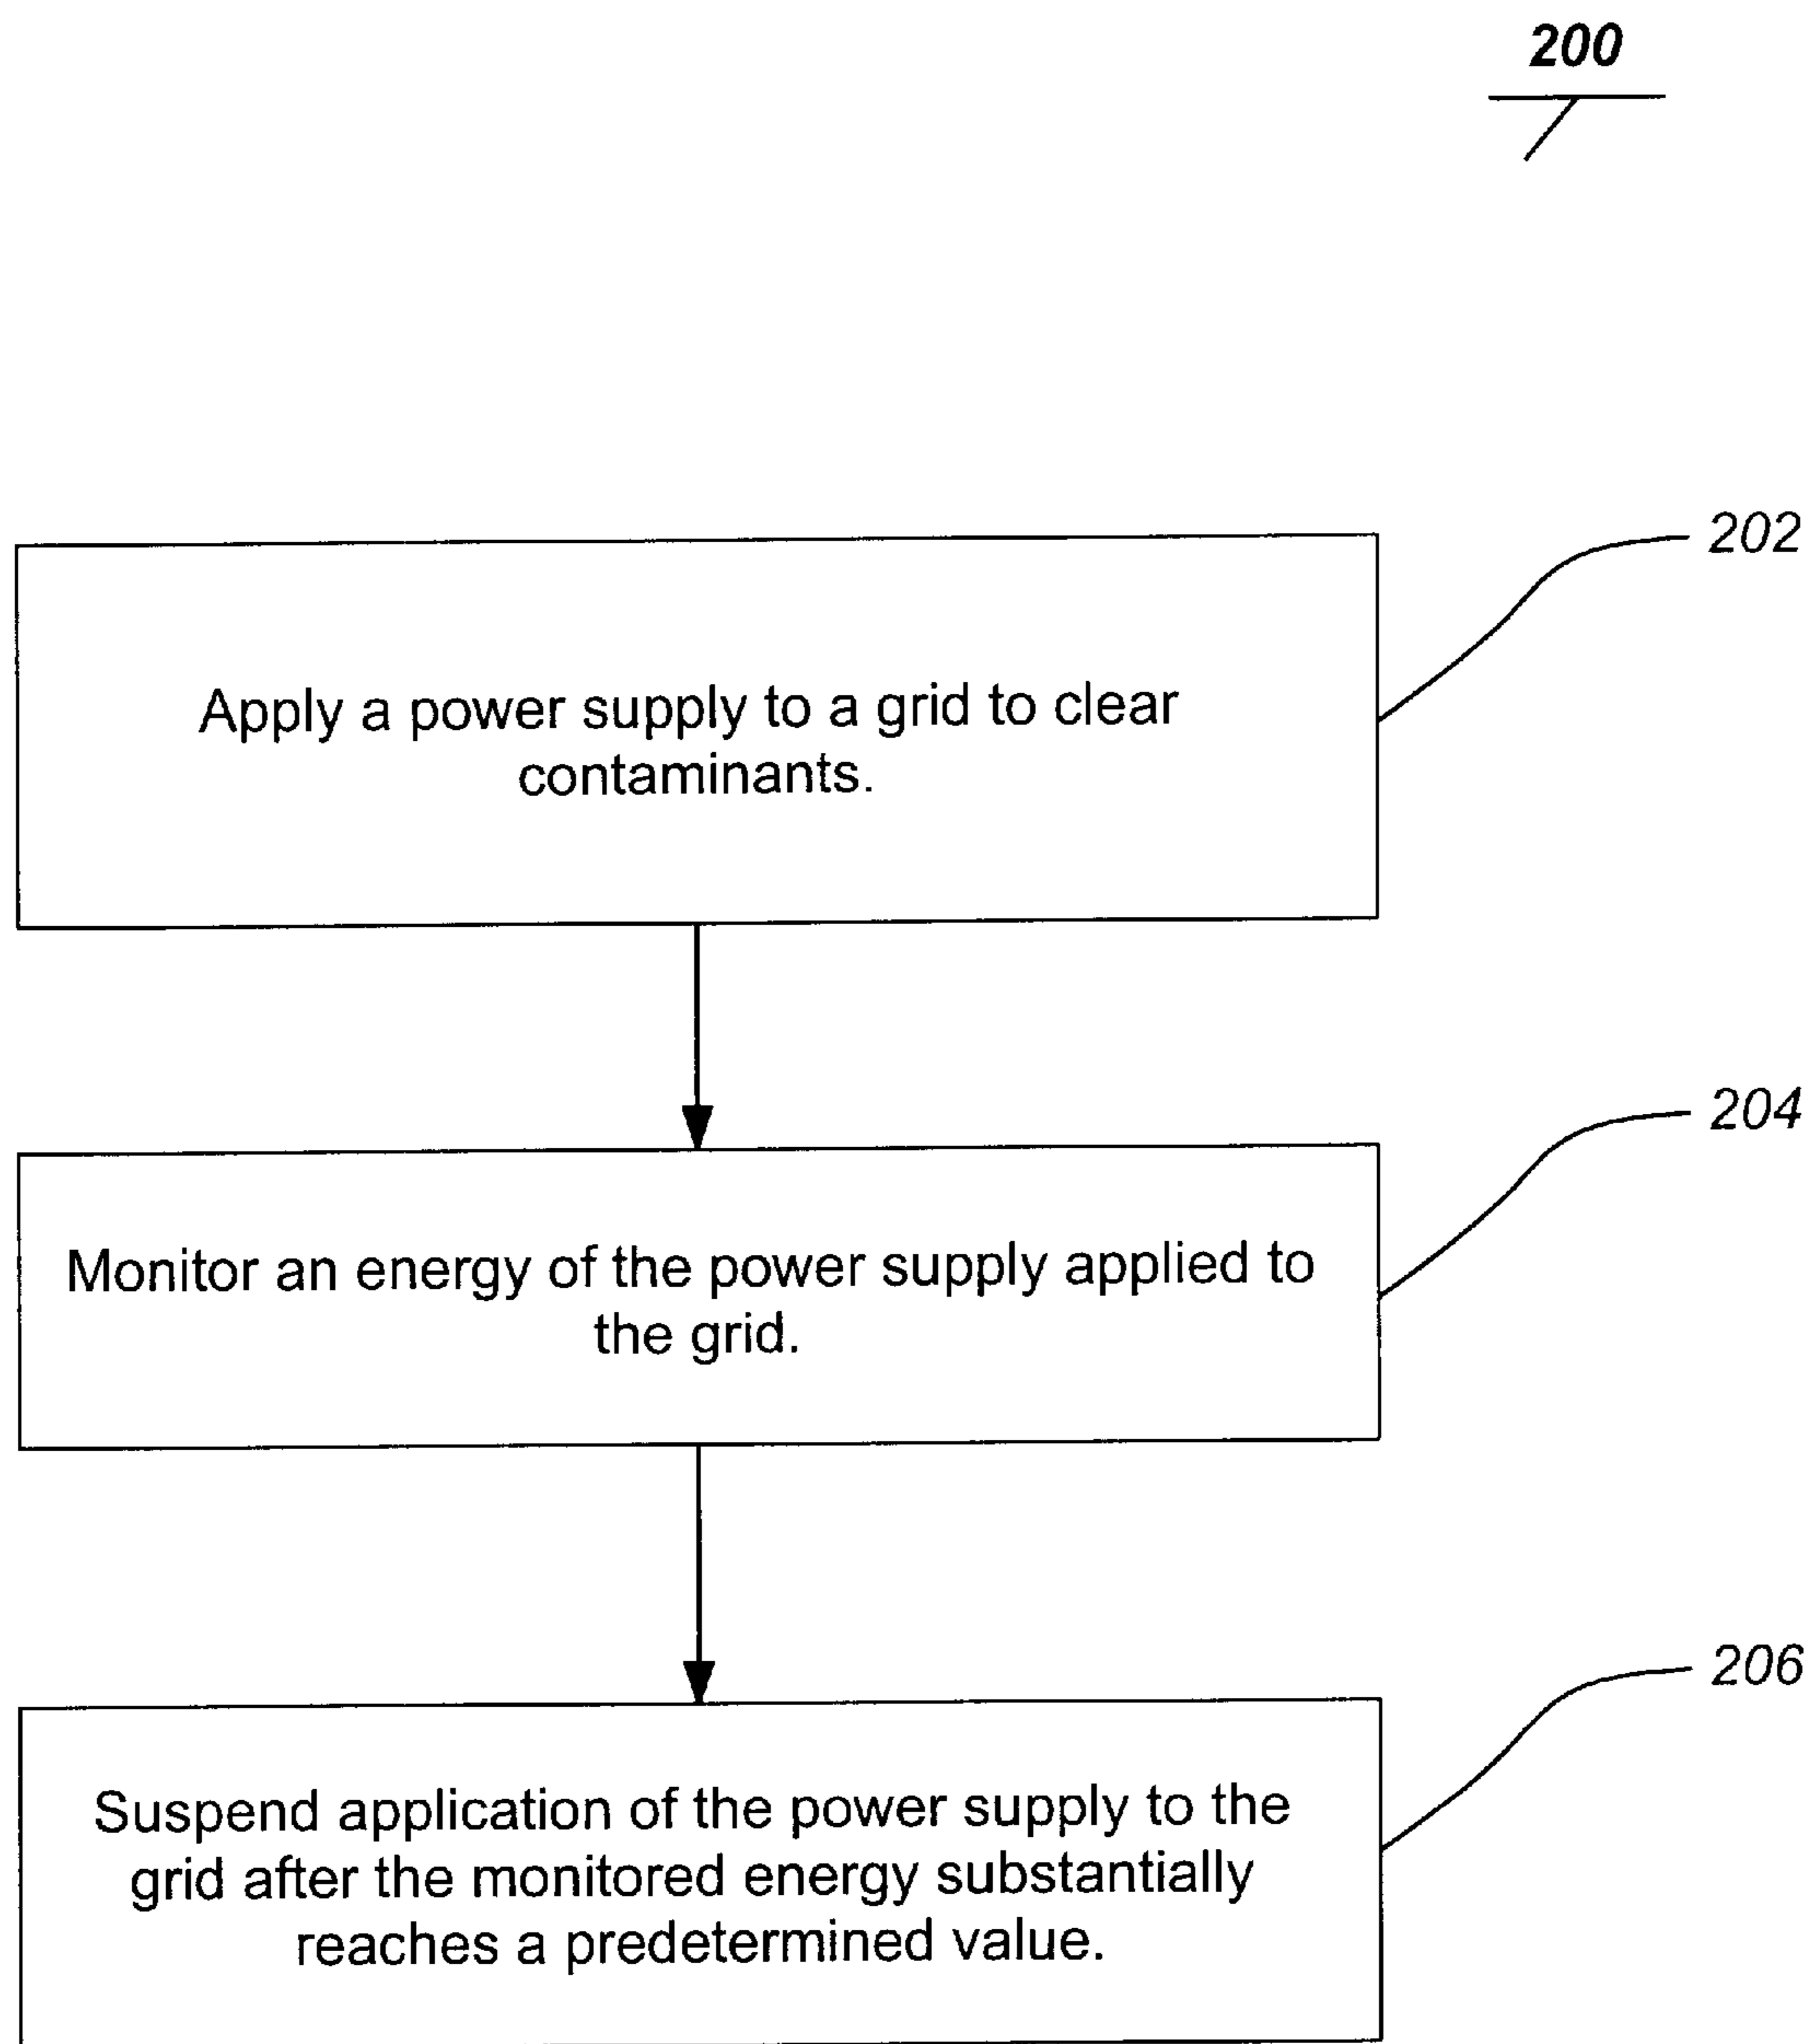 200
202
Apply a power supply to a grid to clear
contaminants.
204
Monitor an energy of the power supply applied to
the grid.
206
Suspend application of the power supply to the
grid after the monitored energy substantially
reaches a predetermined value.